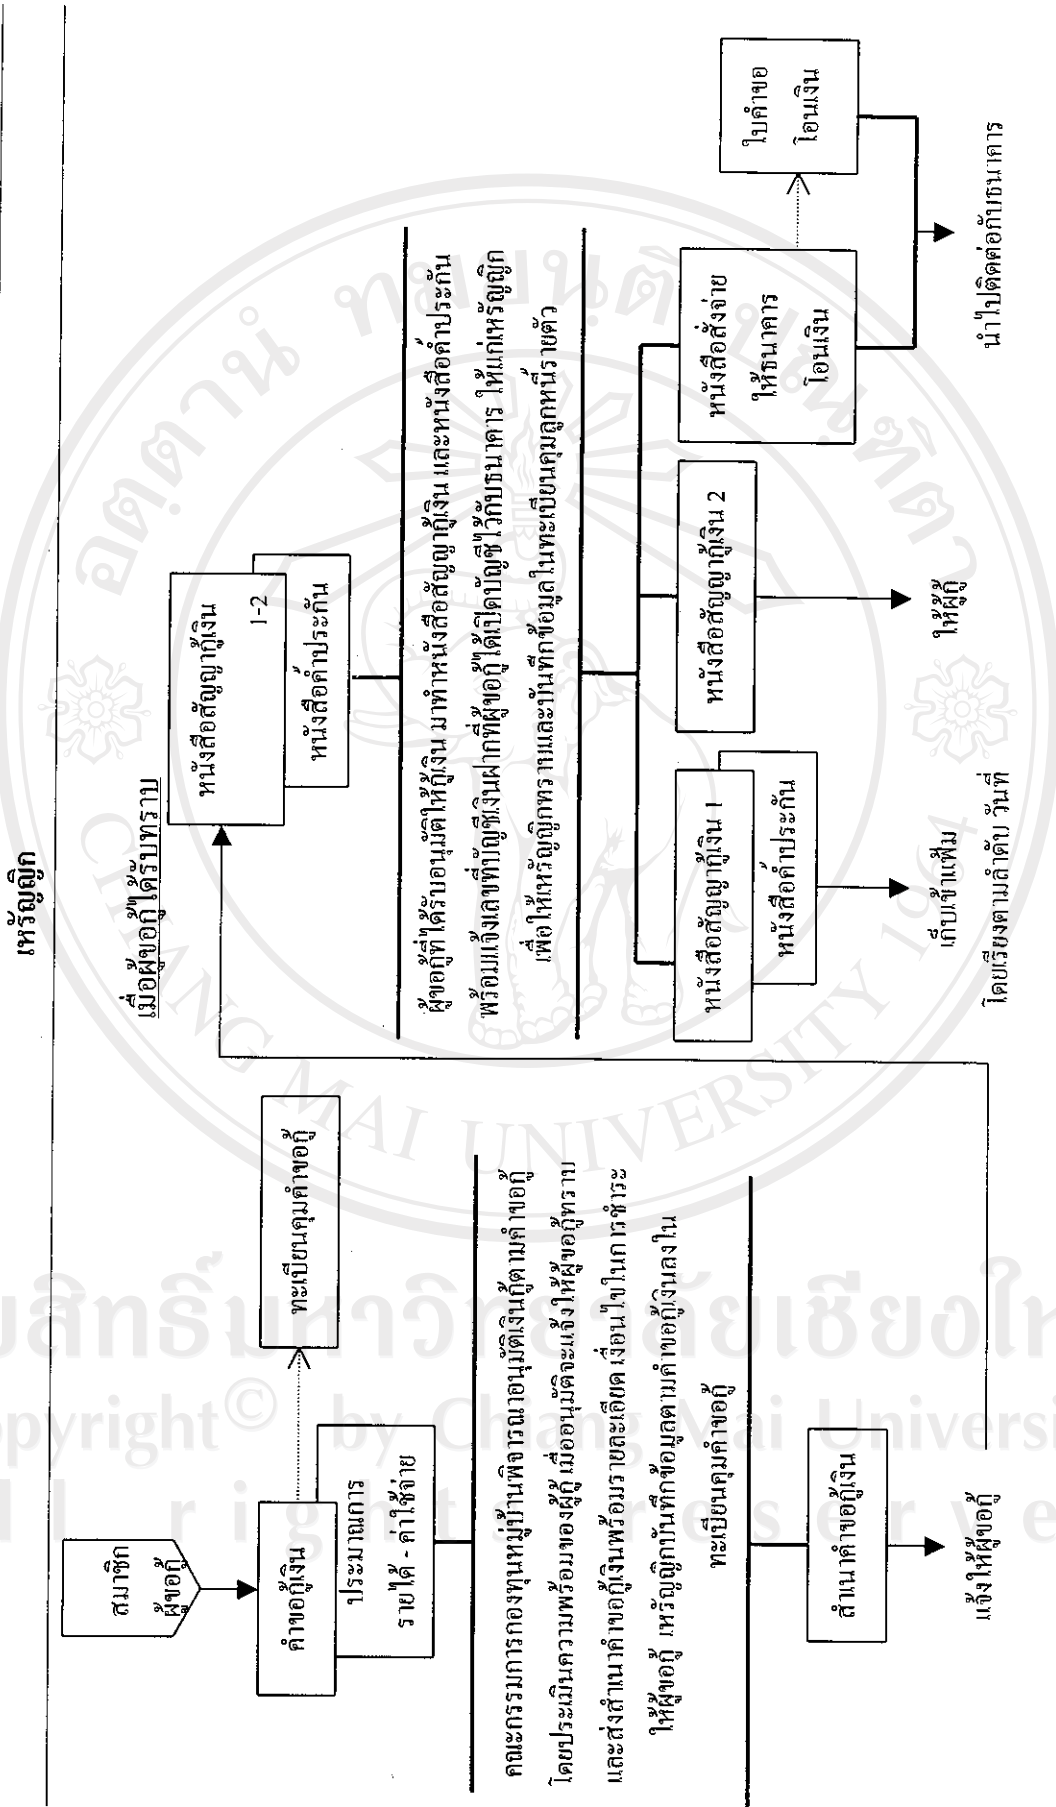 เหรัญญิก
สมาชิก
ผู้ขอกู้
คำขอกู้เงิน
ประมาณการ
รายได้ - ค่าใช้จ่าย
ทะเบียนคุมคำขอกู้
คณะกรรมการกองทุนหมู่บ้านพิจารณาอนุมัติเงินกู้ตามคำขอกู้
โดยประเมินความพร้อมของผู้กู้ เมื่ออนุมัติจะแจ้งให้ผู้ขอกู้ทราบ
และส่งสำเนาคำขอกู้เงินพร้อมรายละเอียด เงื่อนไขในการชำระ
ให้ผู้ขอกู้ เหรัญญิกบันทึกข้อมูลตามคำขอกู้เงินลงใน
ทะเบียนคุมคำขอกู้
สำเนาคำขอกู้เงิน
แจ้งให้ผู้ขอกู้
เมื่อผู้ขอกู้ได้รับทราบ
หนังสือสัญญากู้เงิน
1-2
หนังสือค้ำประกัน
ผู้ขอกู้ที่ได้รับอนุมัติให้กู้เงิน มาทำหนังสือสัญญากู้เงิน และหนังสือค้ำประกัน
พร้อมแจ้งเลขที่บัญชีเงินฝากที่ผู้ขอกู้ได้เปิดบัญชีไว้กับธนาคาร ให้แก่เหรัญญิก
เพื่อให้เหรัญญิกทราบและบันทึกข้อมูลในทะเบียนคุมลูกหนี้รายตัว
หนังสือสัญญากู้เงิน 1
หนังสือค้ำประกัน
เก็บเข้าแฟ้ม
โดยเรียงตามลำดับ วันที่
หนังสือสัญญากู้เงิน 2
ให้ผู้กู้
หนังสือสั่งจ่าย
ให้ธนาคาร
โอนเงิน
ใบคำขอ
โอนเงิน
นำไปติดต่อกับธนาคาร
CHIANG MAI UNIVERSITY 1964